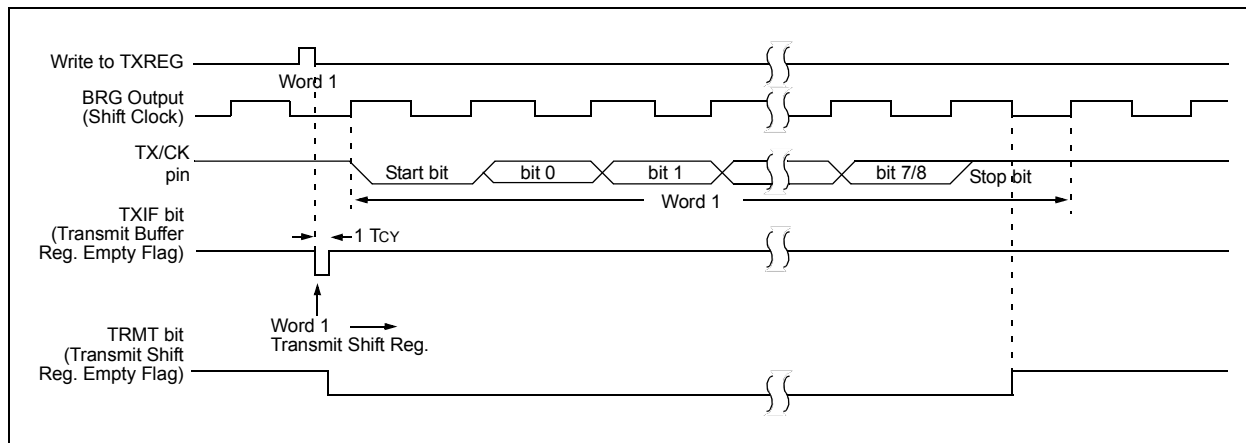 Write to TXREG
Word 1
BRG Output
(Shift Clock)
TX/CK
pin
Start bit
bit 0
bit 1
bit 7/8
Stop bit
Word 1
TXIF bit
(Transmit Buffer
Reg. Empty Flag)
1 TCY
Word 1
Transmit Shift Reg.
TRMT bit
(Transmit Shift
Reg. Empty Flag)